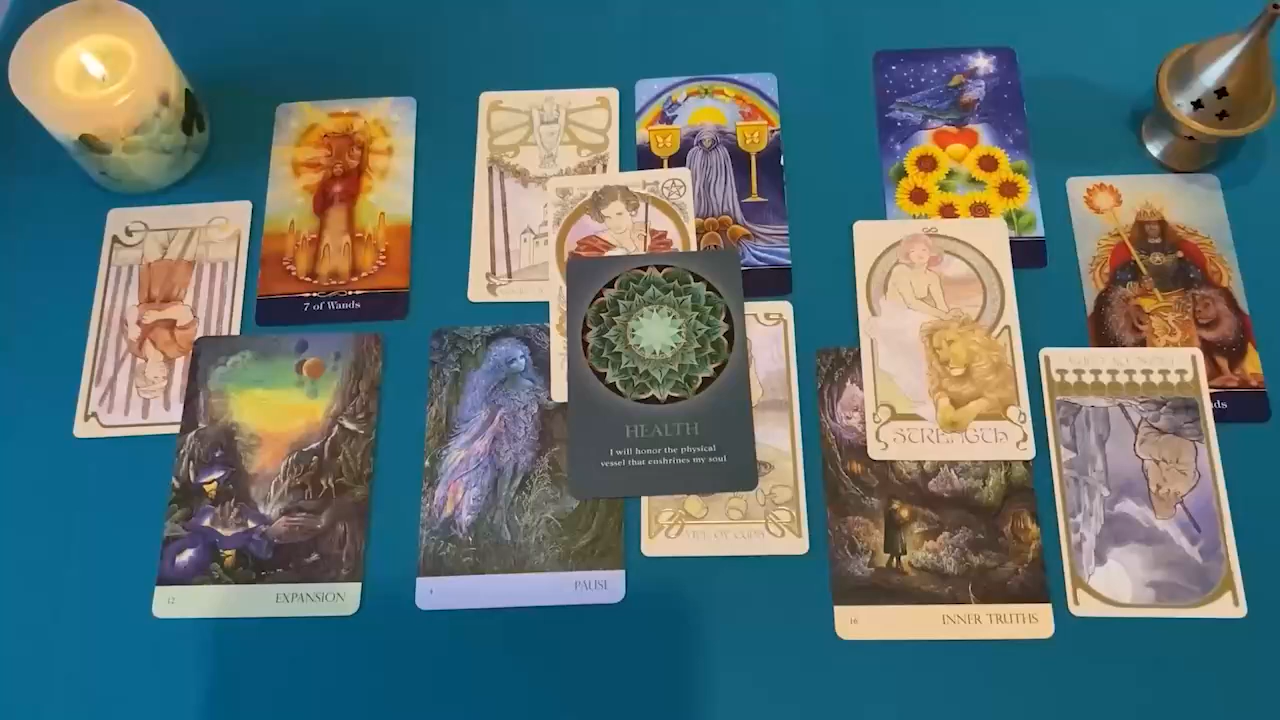 7 of Wands
STRENGTH
HEALTH
I will honor the physical
vessel that enshrines my soul
12
EXPANSION
PAUSE
16
INNER TRUTHS